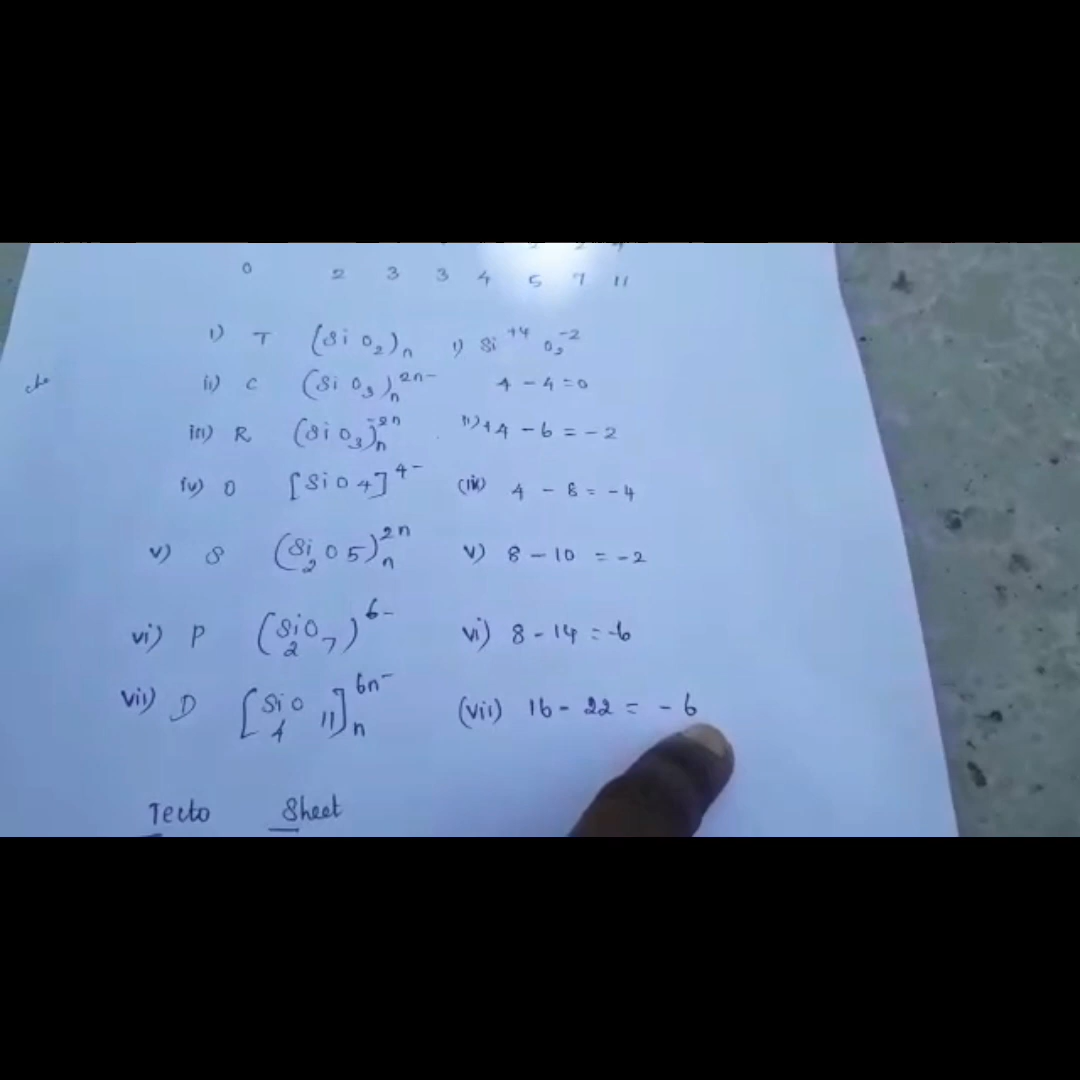 0 2 3 3 4 5 7 11
i) T (SiO₂)ₙ 1) Si⁺⁴ O₂⁻²
ii) C (SiO₃)ₙ²ⁿ⁻ 4 - 4 = 0
iii) R (SiO₃)ₙ⁻²ⁿ ii) +4 - 6 = -2
iv) O [SiO4]⁴⁻ (iv) 4 - 8 = -4
v) S (Si₂O5)ₙ²ⁿ v) 8 - 10 = -2
vi) P (Si₂O₇)⁶⁻ vi) 8 - 14 = -6
vii) D [Si₄O₁₁]ₙ⁶ⁿ⁻ (vii) 16 - 22 = -6
Tecto Sheet